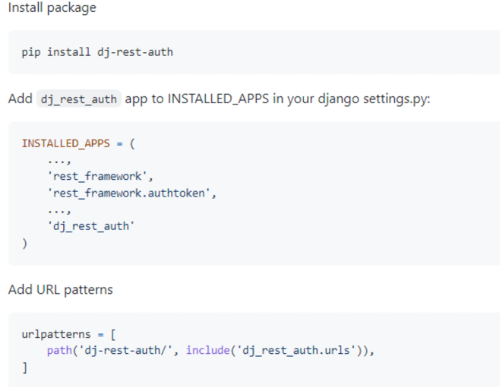 Install package
pip install dj-rest-auth
Add dj_rest_auth app to INSTALLED_APPS in your django settings.py:
INSTALLED_APPS = (
    ...,
    'rest_framework',
    'rest_framework.authtoken',
    ...,
    'dj_rest_auth'
)
Add URL patterns
urlpatterns = [
    path('dj-rest-auth/', include('dj_rest_auth.urls')),
]